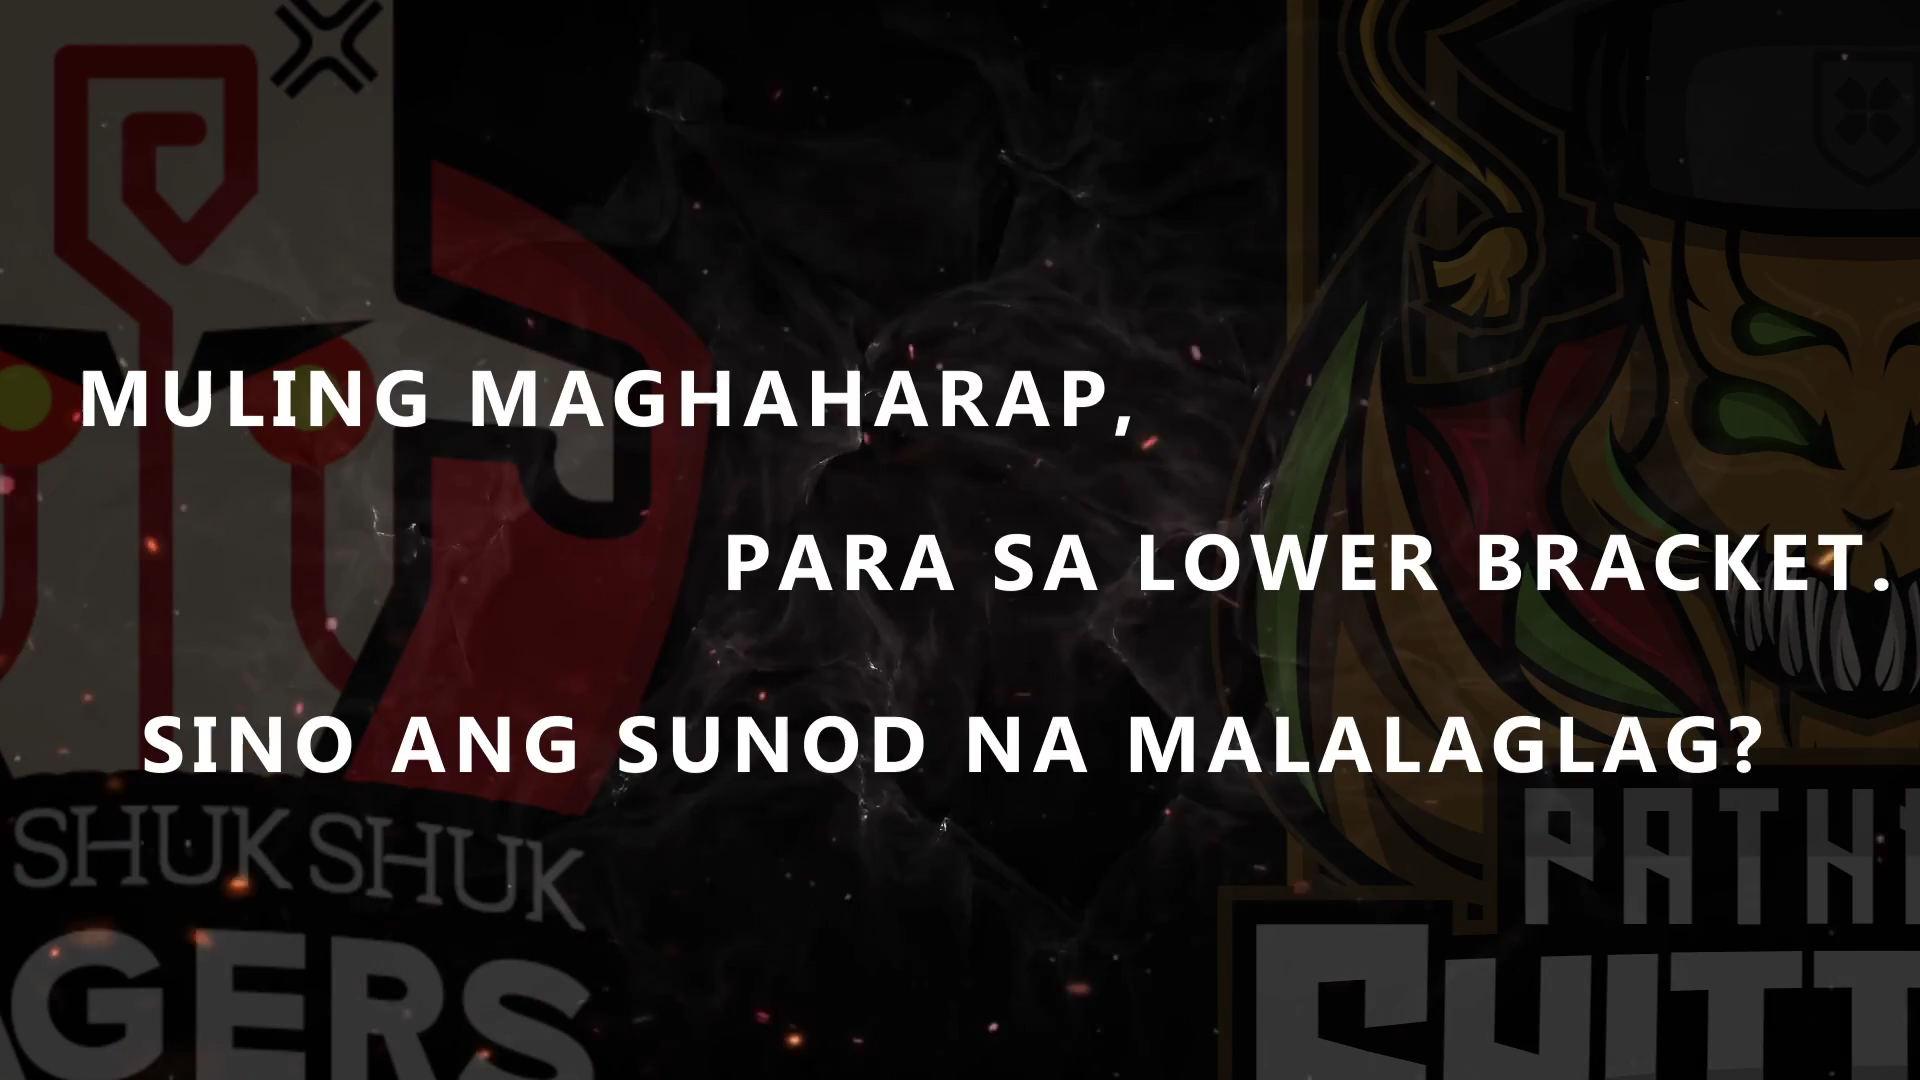 MULING MAGHAHARAP,
PARA SA LOWER BRACKET.
SINO ANG SUNOD NA MALALAGLAG?
SHUK SHUK
GERS